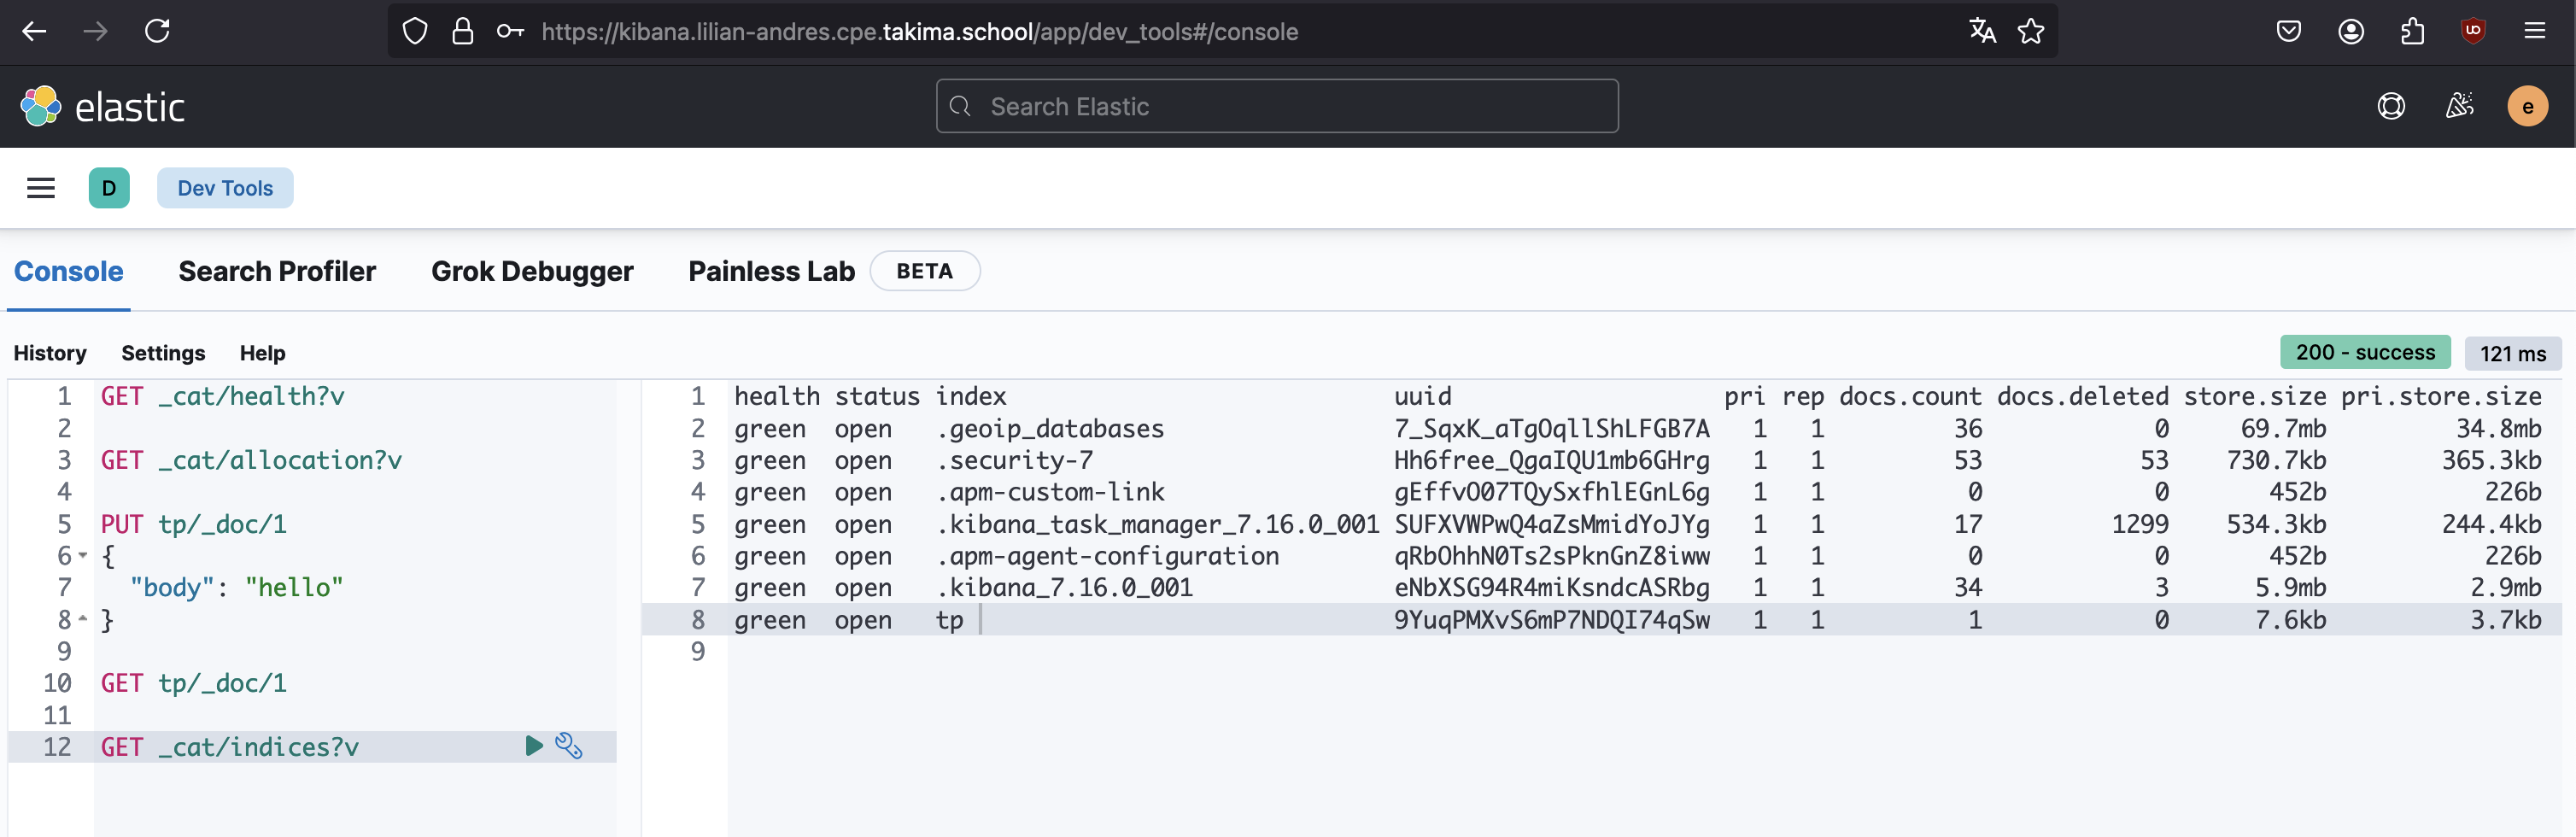 https://kibana.lilian-andres.cpe.takima.school/app/dev_tools#/console
elastic
Search Elastic
e
D
Dev Tools
Console Search Profiler Grok Debugger Painless Lab BETA
History Settings Help
200 - success 121 ms
1 GET _cat/health?v
2
3 GET _cat/allocation?v
4
5 PUT tp/_doc/1
6 {
7 "body": "hello"
8 }
9
10 GET tp/_doc/1
11
12 GET _cat/indices?v
1 health status index uuid pri rep docs.count docs.deleted store.size pri.store.size
2 green open .geoip_databases 7_SqxK_aTgOqllShLFGB7A 1 1 36 0 69.7mb 34.8mb
3 green open .security-7 Hh6free_QgaIQU1mb6GHrg 1 1 53 53 730.7kb 365.3kb
4 green open .apm-custom-link gEffvO07TQySxfhlEGnL6g 1 1 0 0 452b 226b
5 green open .kibana_task_manager_7.16.0_001 SUFXVWPwQ4aZsMmidYoJYg 1 1 17 1299 534.3kb 244.4kb
6 green open .apm-agent-configuration qRbOhhN0Ts2sPknGnZ8iww 1 1 0 0 452b 226b
7 green open .kibana_7.16.0_001 eNbXSG94R4miKsndcASRbg 1 1 34 3 5.9mb 2.9mb
8 green open tp 9YuqPMXvS6mP7NDQI74qSw 1 1 1 0 7.6kb 3.7kb
9